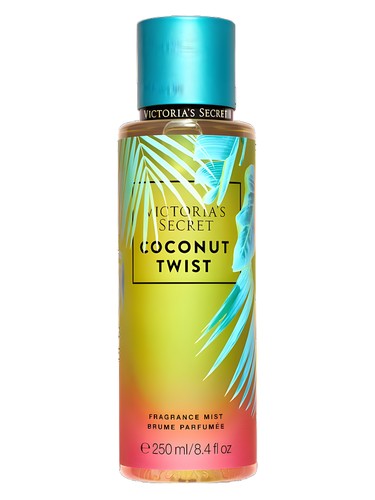 VICTORIA'S SECRET
VICTORIA'S
SECRET
COCONUT
TWIST
FRAGRANCE MIST
BRUME PARFUMÉE
℮ 250 ml/8.4 fl oz